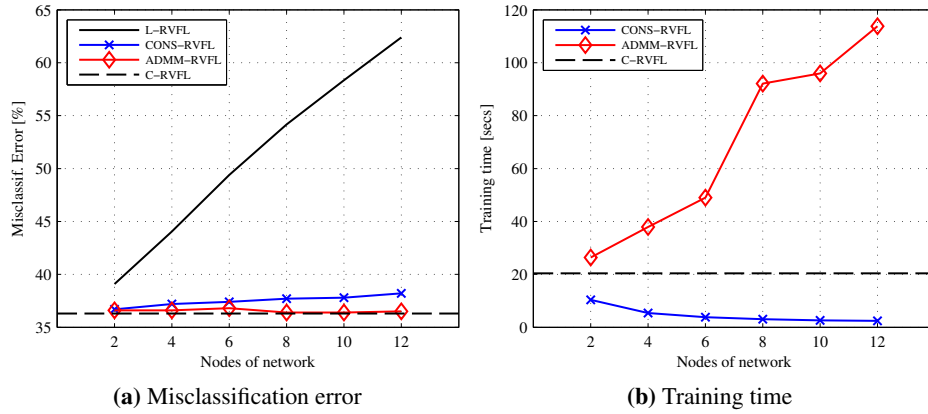 65
60
55
50
45
40
35
Misclassif. Error [%]
L−RVFL
CONS−RVFL
ADMM−RVFL
C−RVFL
2 4 6 8 10 12
Nodes of network
(a) Misclassification error
120
100
80
60
40
20
0
Training time [secs]
CONS−RVFL
ADMM−RVFL
C−RVFL
2 4 6 8 10 12
Nodes of network
(b) Training time